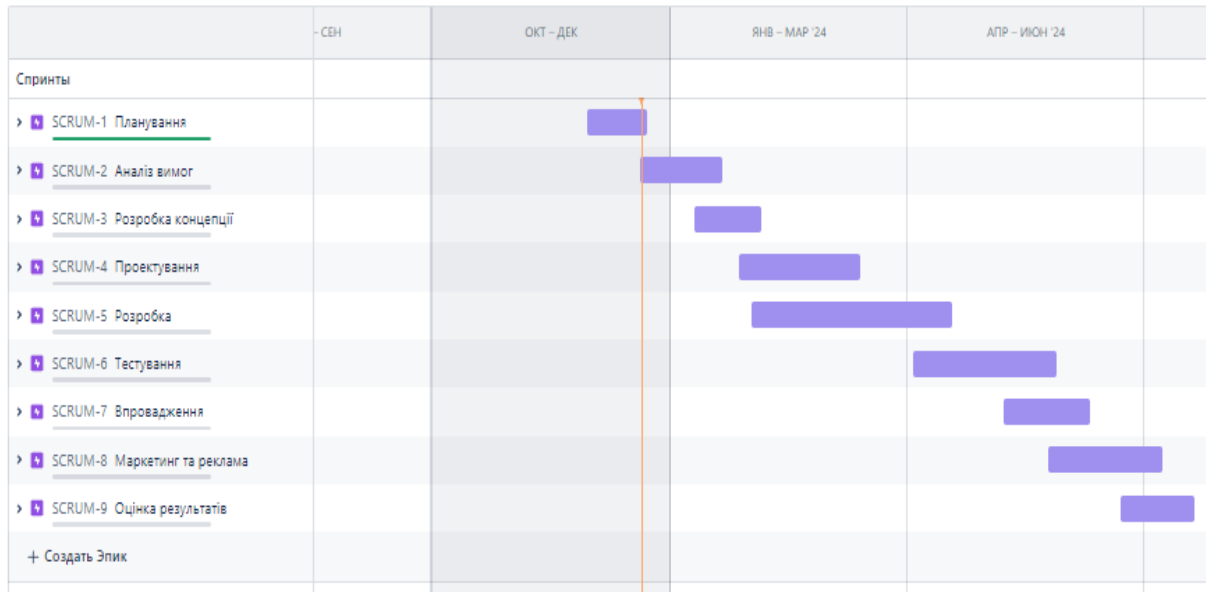 - СЕН ОКТ – ДЕК ЯНВ – МАР '24 АПР – ИЮН '24
Спринты
SCRUM-1 Планування
SCRUM-2 Аналіз вимог
SCRUM-3 Розробка концепції
SCRUM-4 Проектування
SCRUM-5 Розробка
SCRUM-6 Тестування
SCRUM-7 Впровадження
SCRUM-8 Маркетинг та реклама
SCRUM-9 Оцінка результатів
+ Создать Эпик